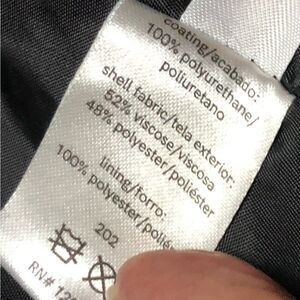 coating/acabado:
100% polyurethane/
poliuretano
shell fabric/tela exterior:
52% viscose/viscosa
48% polyester/poliéster
lining/forro:
100% polyester/
202
RN#